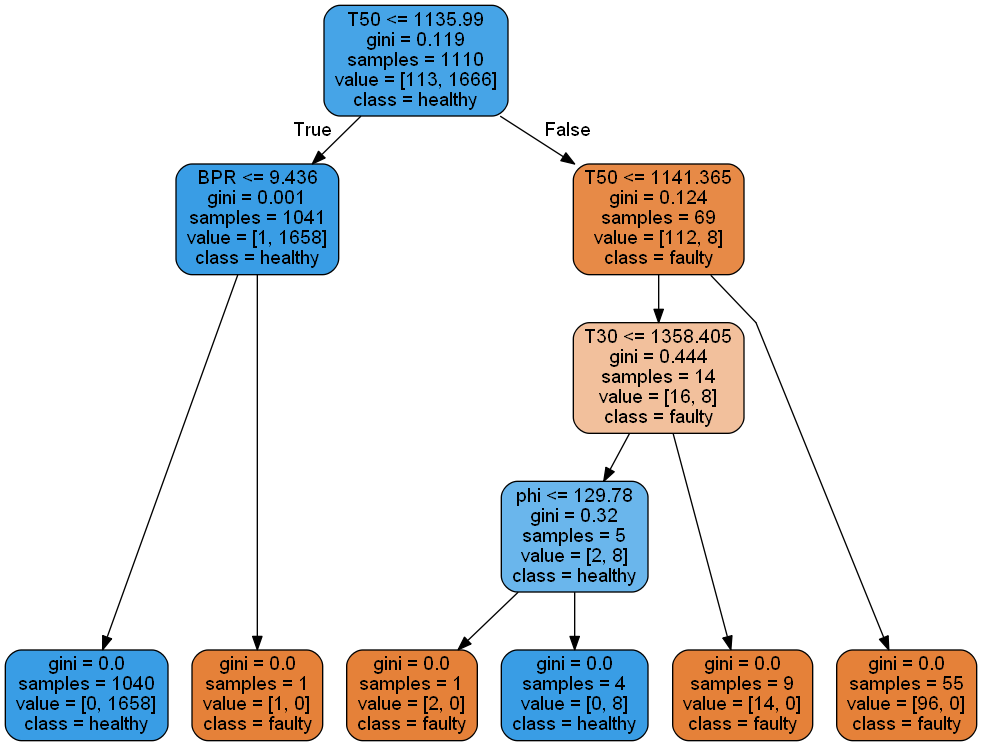 T50 <= 1135.99
gini = 0.119
samples = 1110
value = [113, 1666]
class = healthy
True
False
BPR <= 9.436
gini = 0.001
samples = 1041
value = [1, 1658]
class = healthy
T50 <= 1141.365
gini = 0.124
samples = 69
value = [112, 8]
class = faulty
T30 <= 1358.405
gini = 0.444
samples = 14
value = [16, 8]
class = faulty
phi <= 129.78
gini = 0.32
samples = 5
value = [2, 8]
class = healthy
gini = 0.0
samples = 1040
value = [0, 1658]
class = healthy
gini = 0.0
samples = 1
value = [1, 0]
class = faulty
gini = 0.0
samples = 1
value = [2, 0]
class = faulty
gini = 0.0
samples = 4
value = [0, 8]
class = healthy
gini = 0.0
samples = 9
value = [14, 0]
class = faulty
gini = 0.0
samples = 55
value = [96, 0]
class = faulty